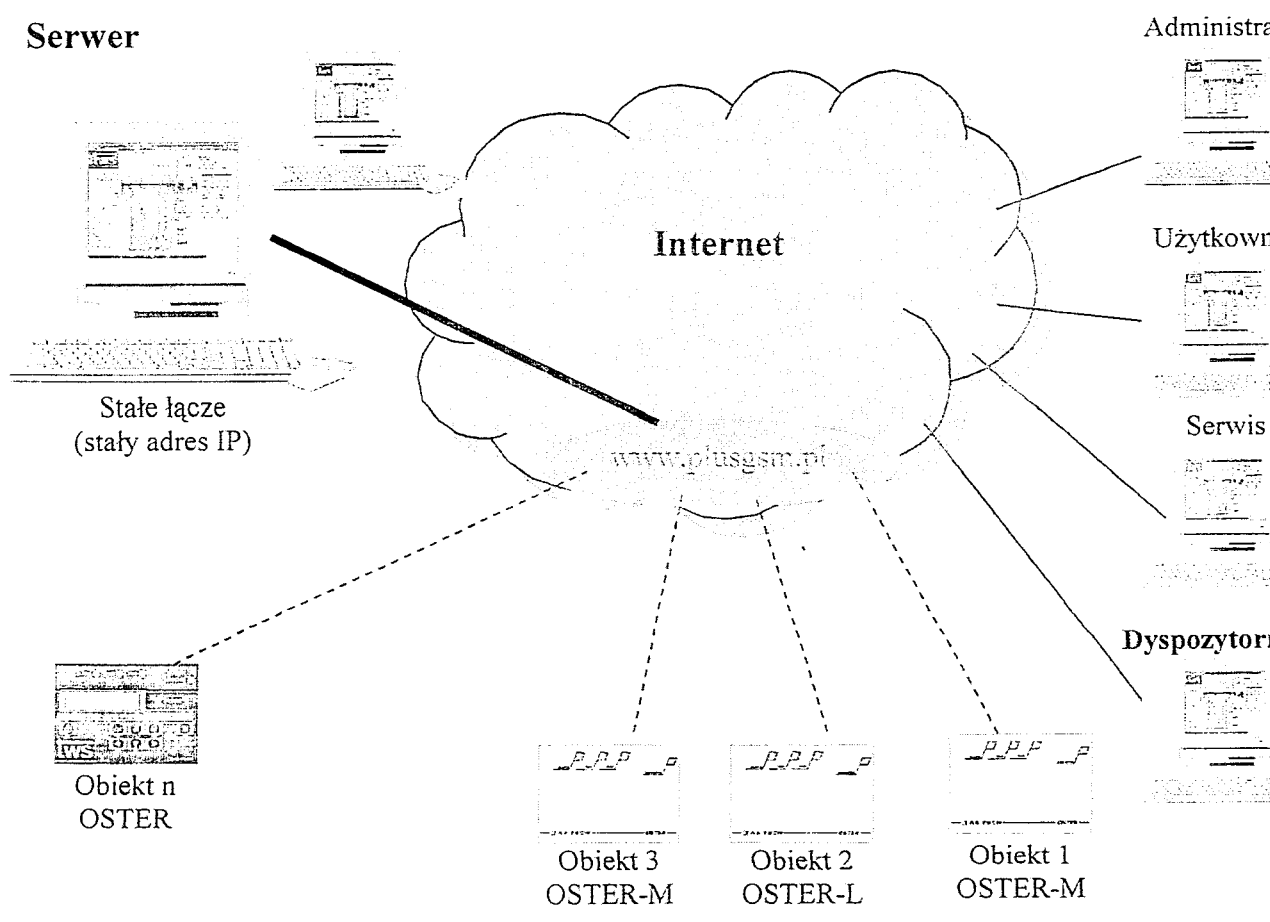 Serwer
Administra
Internet
Użytkown
Stałe łącze
(stały adres IP)
Serwis
www.plusgsm.pl
Dyspozytorn
Obiekt n
OSTER
Obiekt 3
OSTER-M
Obiekt 2
OSTER-L
Obiekt 1
OSTER-M